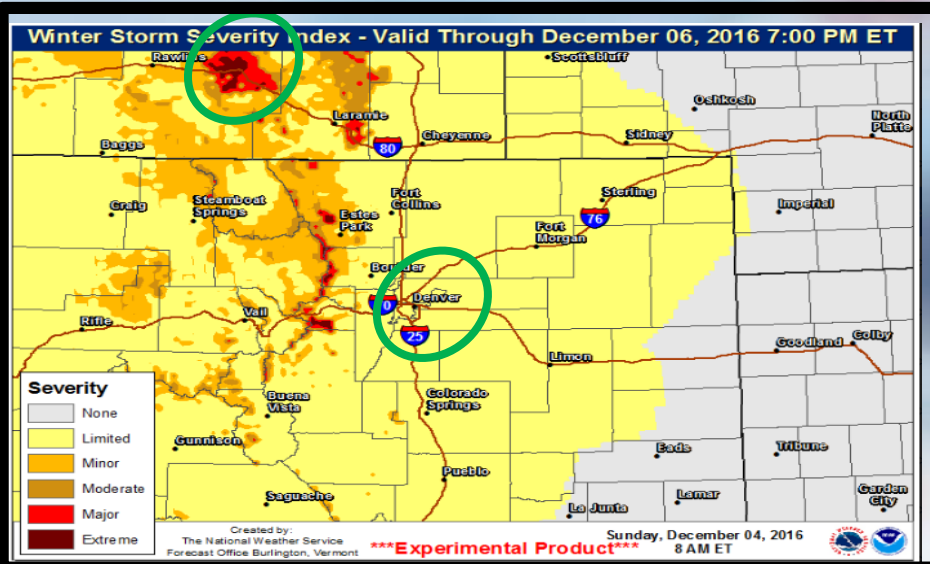 Winter Storm Severity Index - Valid Through December 06, 2016 7:00 PM ET
Rawlins
Scottsbluff
Oshkosh
Laramie
North
Platte
Cheyenne
Sidney
80
Baggs
Craig
Steamboat
Springs
Fort
Collins
Sterling
Imperial
Estes
Park
76
Fort
Morgan
Boulder
Denver
Rifle
Vail
25
Goodland
Colby
Limon
Severity
None
Limited
Minor
Moderate
Major
Extreme
Buena
Vista
Colorado
Springs
Gunnison
Eads
Tribune
Pueblo
Saguache
La Junta
Lamar
Garden
City
Created by:
The National Weather Service
Forecast Office Burlington, Vermont
***Experimental Product***
Sunday, December 04, 2016
8 AM ET